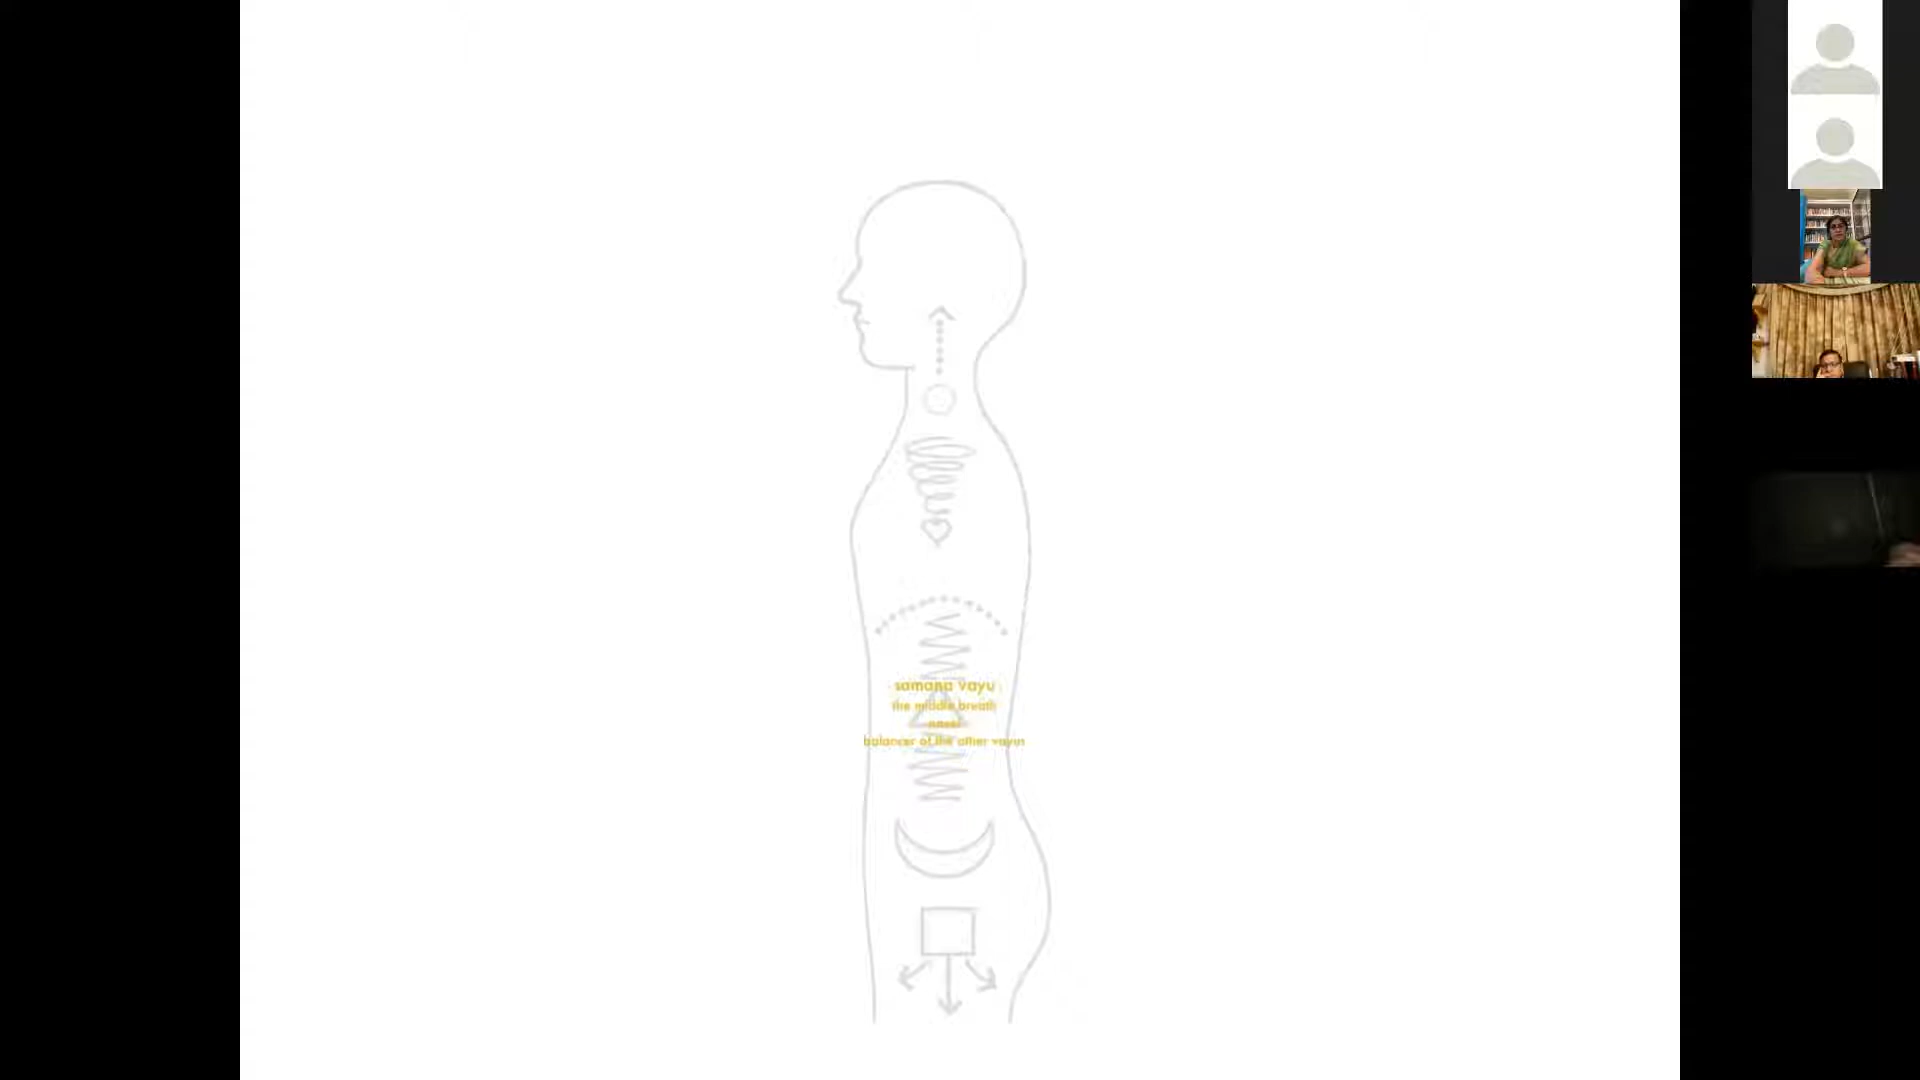 samana vayu
the middle breath
navel
balancer of the other vayus